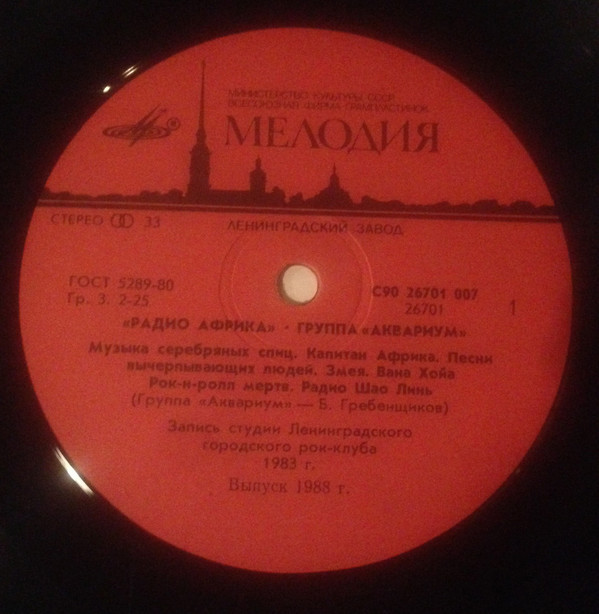 МИНИСТЕРСТВО КУЛЬТУРЫ СССР
ВСЕСОЮЗНАЯ ФИРМА ГРАМПЛАСТИНОК
МЕЛОДИЯ
®
СТЕРЕО 33
ЛЕНИНГРАДСКИЙ ЗАВОД
ГОСТ 5289-80
Гр. 3. 2-25
С90 26701 007
26701
1
«РАДИО АФРИКА» · ГРУППА «АКВАРИУМ»
Музыка серебряных спиц. Капитан Африка. Песни
вычерпывающих людей. Змея. Вана Хойа
Рок-н-ролл мертв. Радио Шао Линь
(Группа «Аквариум» — Б. Гребенщиков)
Запись студии Ленинградского
городского рок-клуба
1983 г.
Выпуск 1988 г.